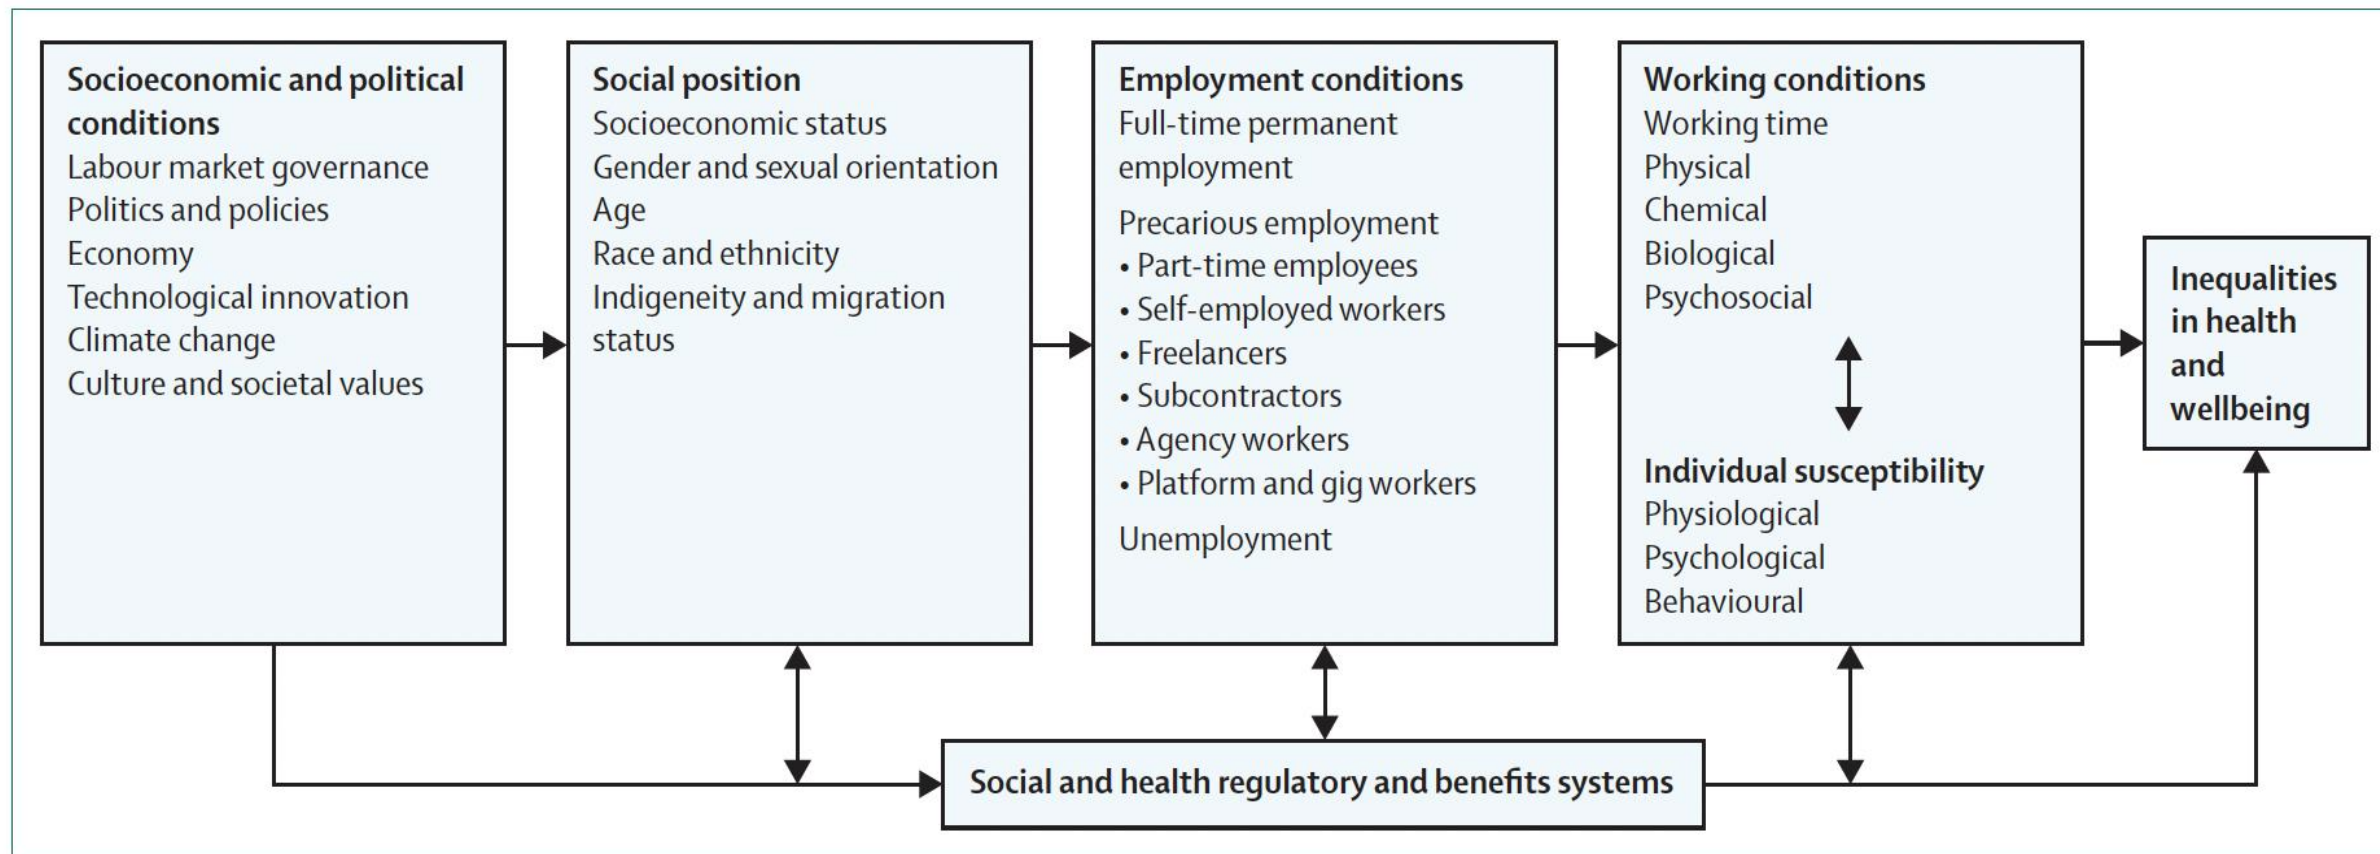 Socioeconomic and political
conditions
Labour market governance
Politics and policies
Economy
Technological innovation
Climate change
Culture and societal values
Social position
Socioeconomic status
Gender and sexual orientation
Age
Race and ethnicity
Indigeneity and migration
status
Employment conditions
Full-time permanent
employment
Precarious employment
• Part-time employees
• Self-employed workers
• Freelancers
• Subcontractors
• Agency workers
• Platform and gig workers
Unemployment
Working conditions
Working time
Physical
Chemical
Biological
Psychosocial
Individual susceptibility
Physiological
Psychological
Behavioural
Inequalities
in health
and
wellbeing
Social and health regulatory and benefits systems